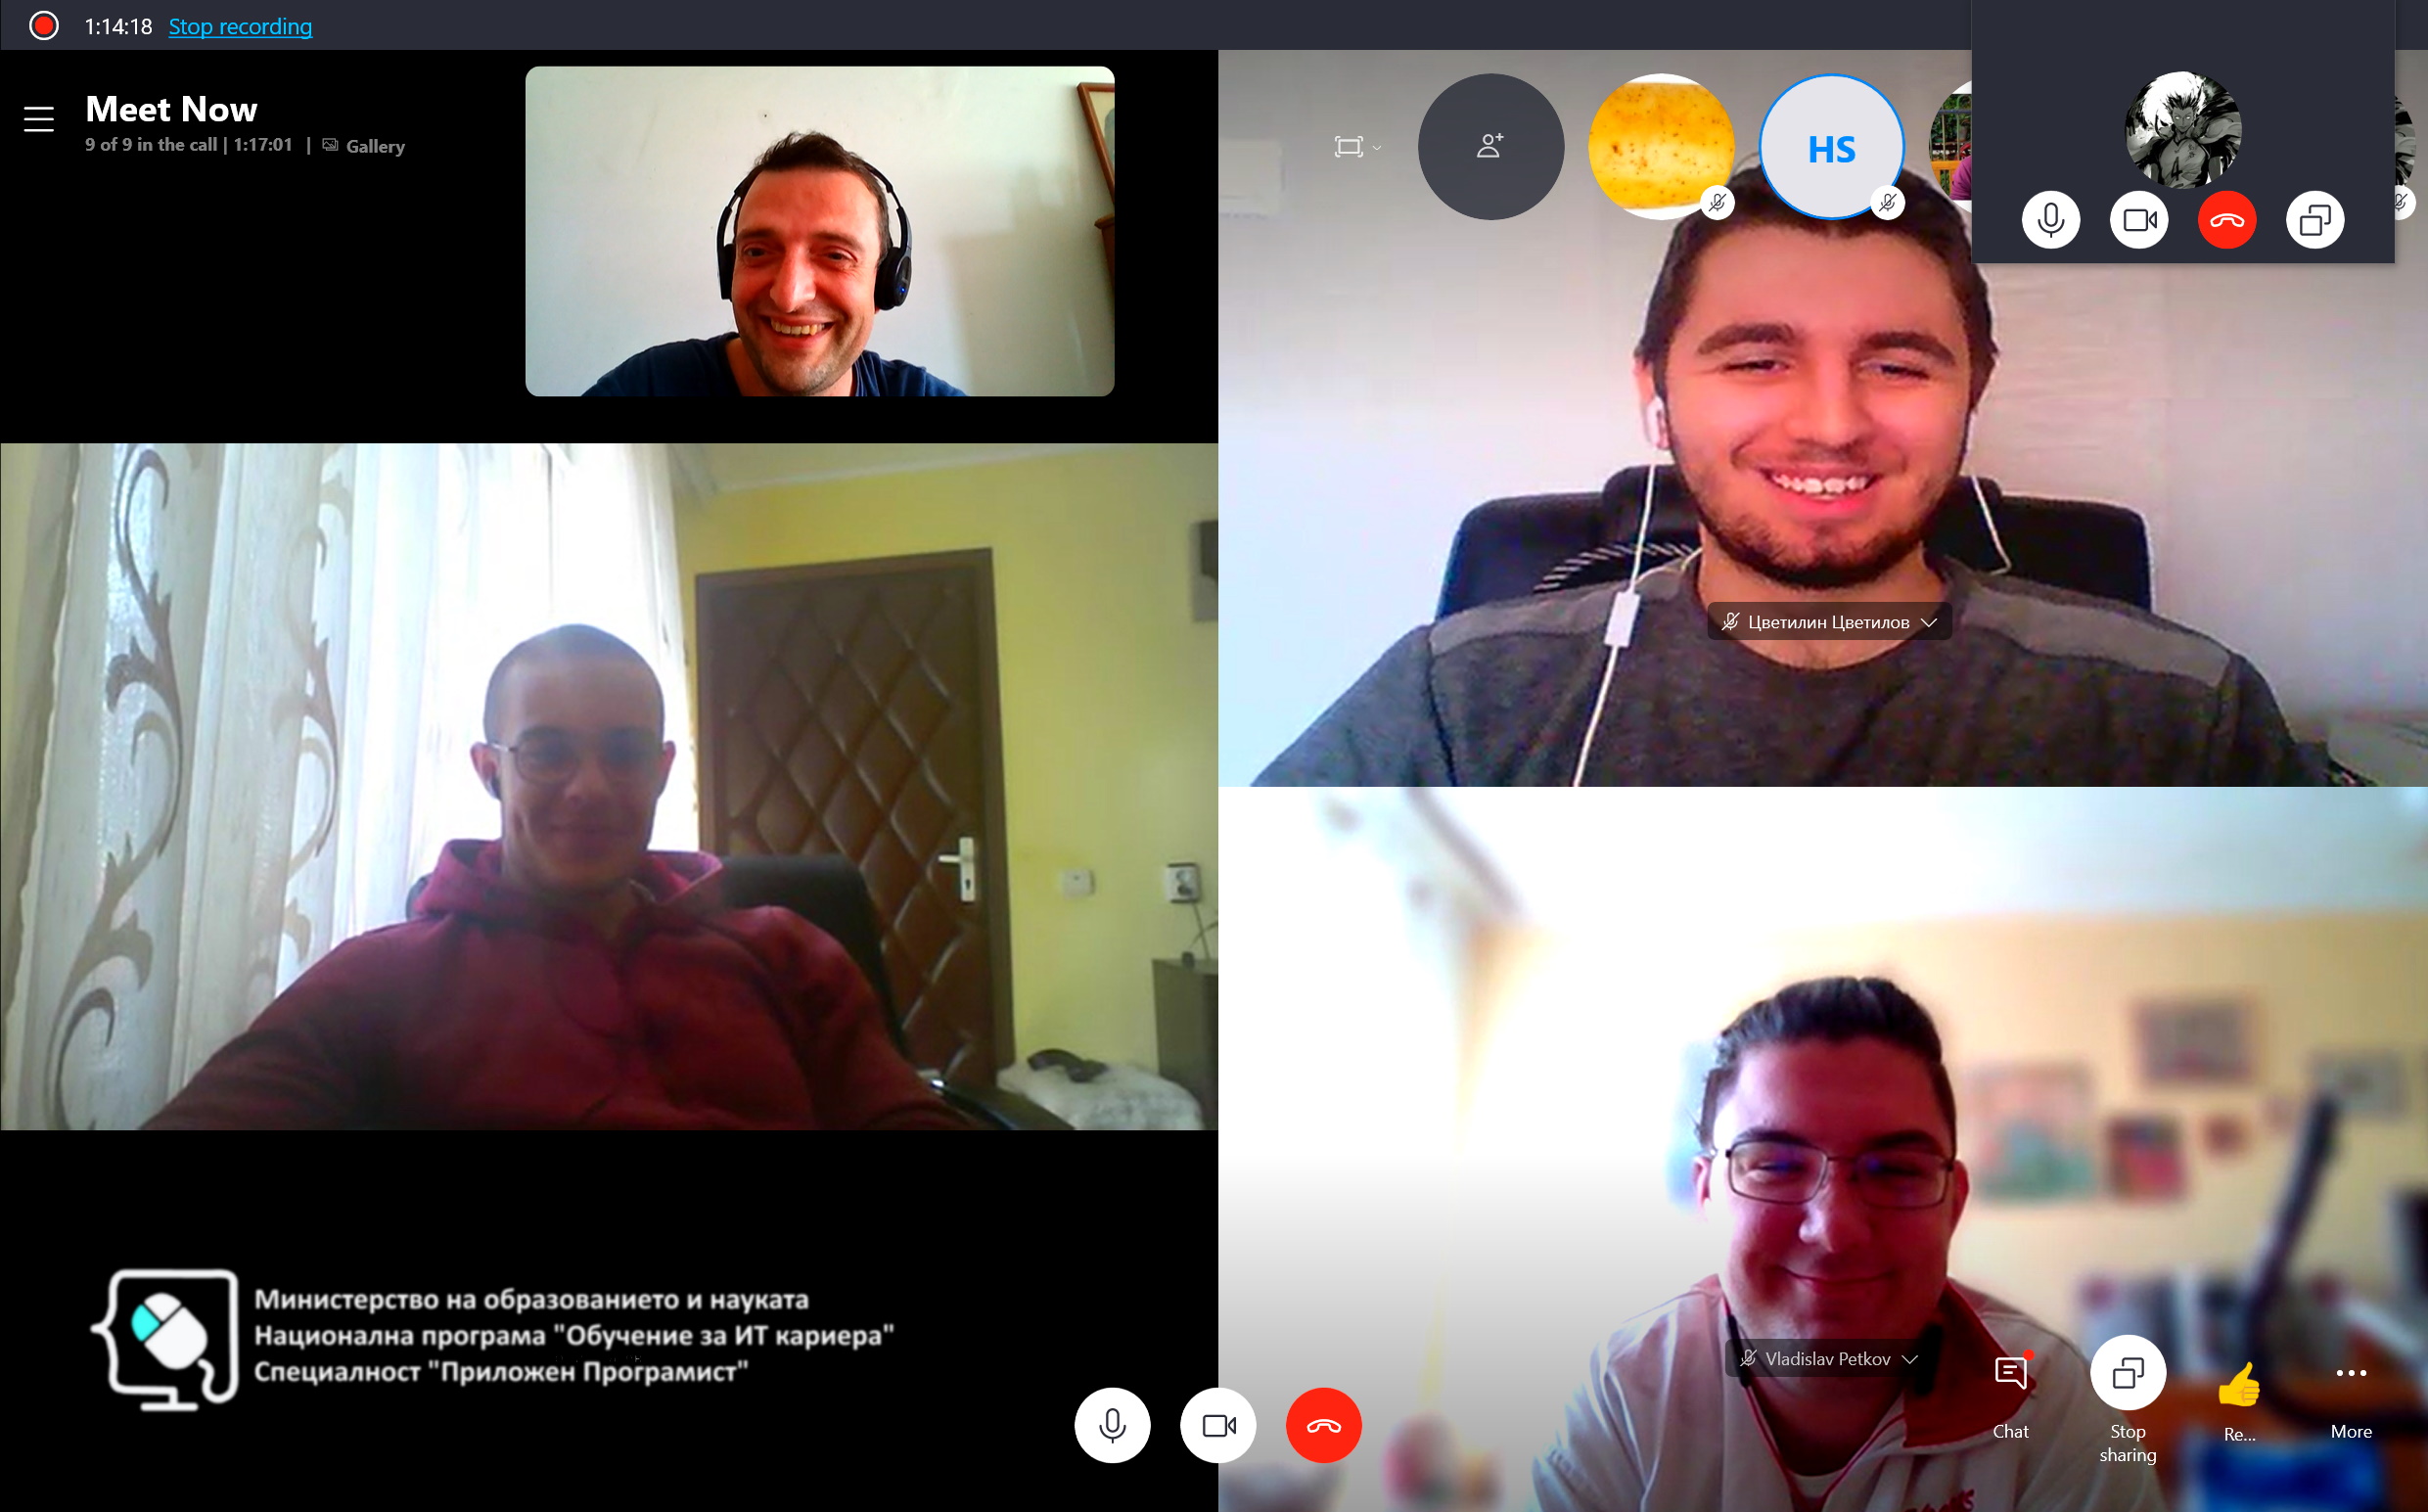 1:14:18 Stop recording
Meet Now
9 of 9 in the call | 1:17:01 | Gallery
HS
Цветилин Цветилов
Министерство на образованието и науката
Национална програма "Обучение за ИТ кариера"
Специалност "Приложен Програмист"
Vladislav Petkov
Chat
Stop
sharing
Re...
More